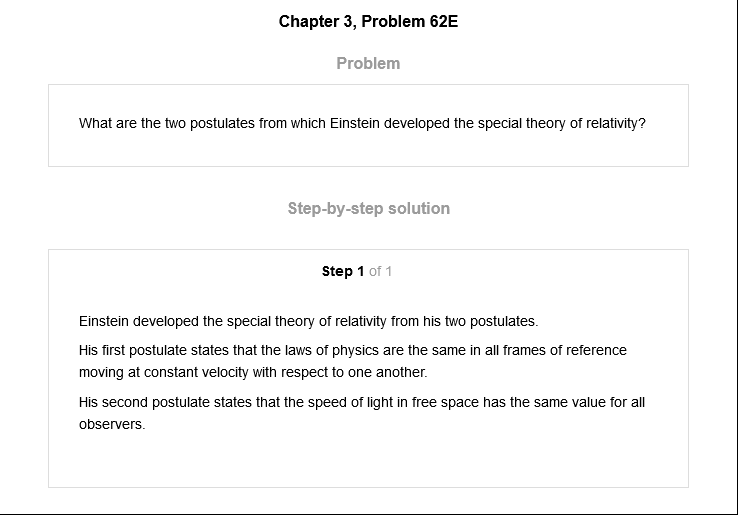 Chapter 3, Problem 62E
Problem
What are the two postulates from which Einstein developed the special theory of relativity?
Step-by-step solution
Step 1 of 1
Einstein developed the special theory of relativity from his two postulates.
His first postulate states that the laws of physics are the same in all frames of reference
moving at constant velocity with respect to one another.
His second postulate states that the speed of light in free space has the same value for all
observers.